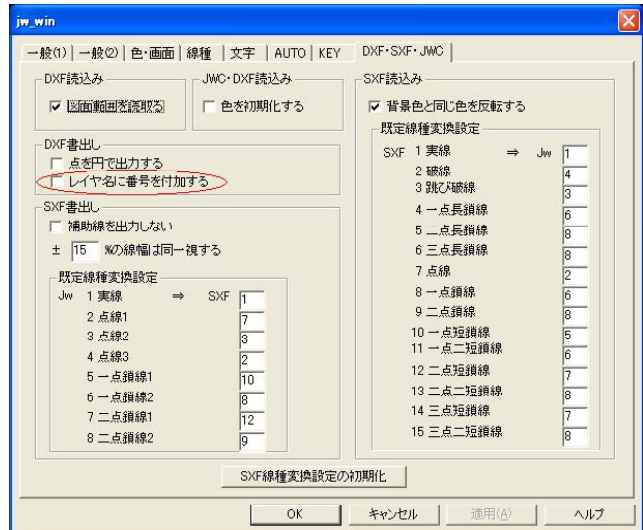 jw_win
一般(1) 一般(2) 色・画面 線種 文字 AUTO KEY DXF・SXF・JWC
DXF読込み
図面範囲を読取る
JWC・DXF読込み
色を初期化する
DXF書出し
点を円で出力する
レイヤ名に番号を付加する
SXF書出し
補助線を出力しない
± 15 %の線幅は同一視する
既定線種変換設定
Jw 1 実線 ⇒ SXF 1
2 点線1 7
3 点線2 3
4 点線3 2
5 一点鎖線1 10
6 一点鎖線2 8
7 二点鎖線1 12
8 二点鎖線2 9
SXF読込み
背景色と同じ色を反転する
既定線種変換設定
SXF 1 実線 ⇒ Jw 1
2 破線 4
3 跳び破線 3
4 一点長鎖線 6
5 二点長鎖線 8
6 三点長鎖線 8
7 点線 2
8 一点鎖線 6
9 二点鎖線 8
10 一点短鎖線 5
11 一点二短鎖線 6
12 二点短鎖線 7
13 二点二短鎖線 8
14 三点短鎖線 7
15 三点二短鎖線 8
SXF線種変換設定の初期化
OK キャンセル 適用(A) ヘルプ